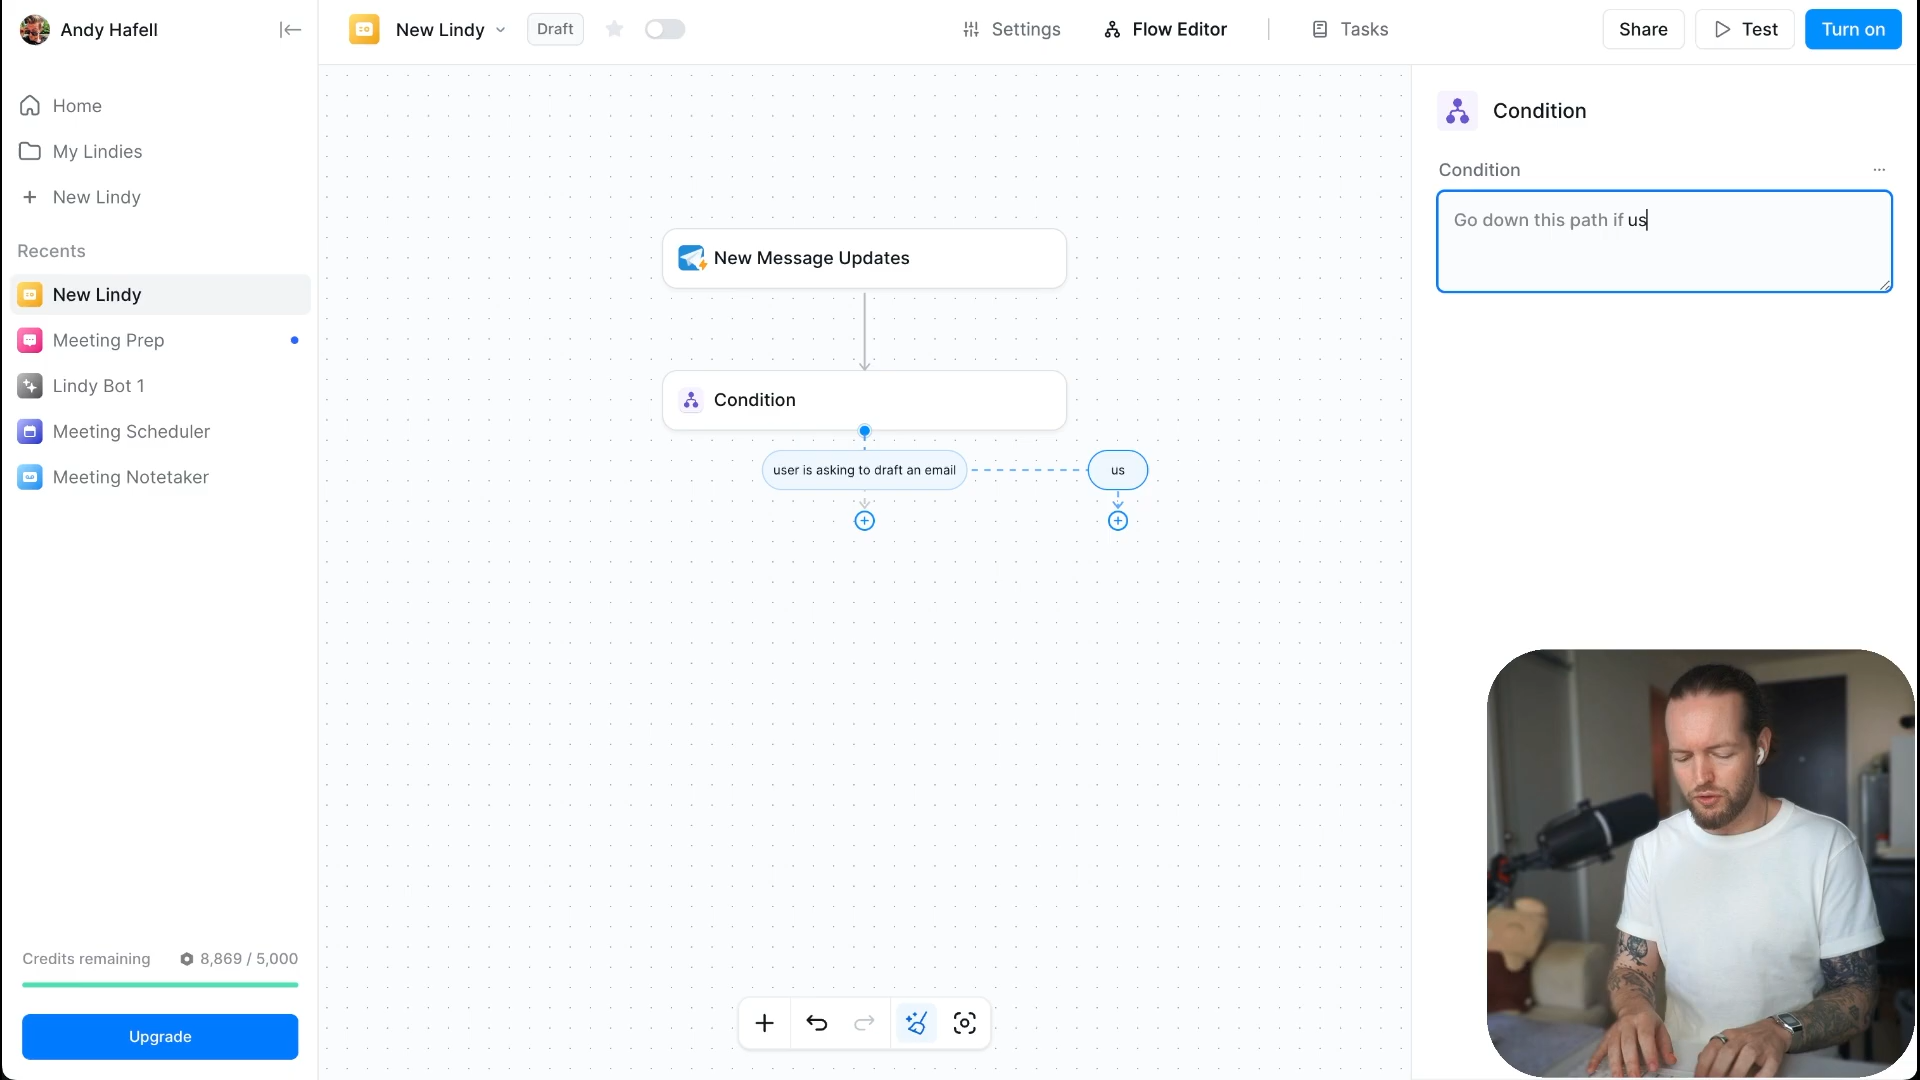 Andy Hafell
Home
My Lindies
New Lindy
Recents
New Lindy
Meeting Prep
Lindy Bot 1
Meeting Scheduler
Meeting Notetaker
Credits remaining 8,869 / 5,000
Upgrade
New Lindy
Draft
Settings
Flow Editor
Tasks
Share
Test
Turn on
New Message Updates
Condition
user is asking to draft an email
us
Condition
Condition
Go down this path if us